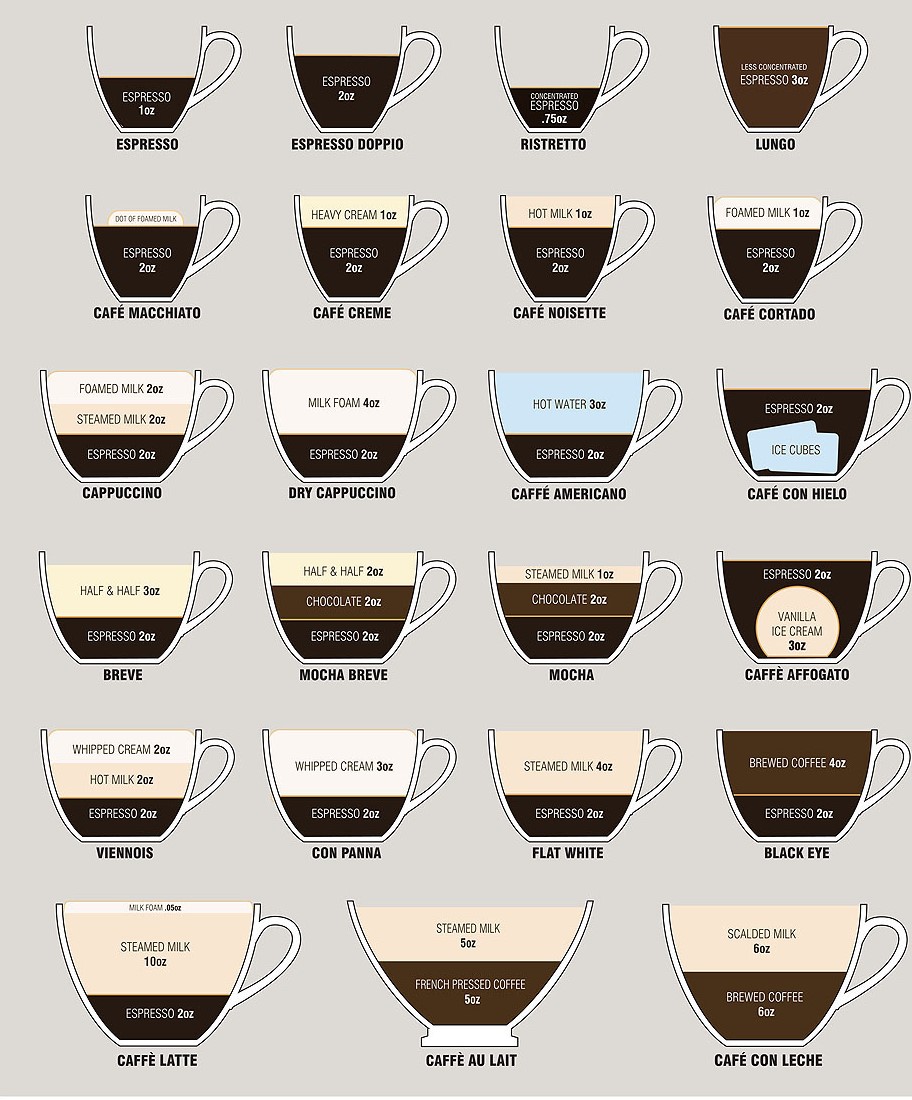 ESPRESSO
1oz
ESPRESSO
ESPRESSO
2oz
ESPRESSO DOPPIO
CONCENTRATED
ESPRESSO
.75oz
RISTRETTO
LESS CONCENTRATED
ESPRESSO 3oz
LUNGO
DOT OF FOAMED MILK
ESPRESSO
2oz
CAFÉ MACCHIATO
HEAVY CREAM 1oz
ESPRESSO
2oz
CAFÉ CREME
HOT MILK 1oz
ESPRESSO
2oz
CAFÉ NOISETTE
FOAMED MILK 1oz
ESPRESSO
2oz
CAFÉ CORTADO
FOAMED MILK 2oz
STEAMED MILK 2oz
ESPRESSO 2oz
CAPPUCCINO
MILK FOAM 4oz
ESPRESSO 2oz
DRY CAPPUCCINO
HOT WATER 3oz
ESPRESSO 2oz
CAFFÉ AMERICANO
ESPRESSO 2oz
ICE CUBES
CAFÉ CON HIELO
HALF & HALF 3oz
ESPRESSO 2oz
BREVE
HALF & HALF 2oz
CHOCOLATE 2oz
ESPRESSO 2oz
MOCHA BREVE
STEAMED MILK 1oz
CHOCOLATE 2oz
ESPRESSO 2oz
MOCHA
ESPRESSO 2oz
VANILLA
ICE CREAM
3oz
CAFFÈ AFFOGATO
WHIPPED CREAM 2oz
HOT MILK 2oz
ESPRESSO 2oz
VIENNOIS
WHIPPED CREAM 3oz
ESPRESSO 2oz
CON PANNA
STEAMED MILK 4oz
ESPRESSO 2oz
FLAT WHITE
BREWED COFFEE 4oz
ESPRESSO 2oz
BLACK EYE
MILK FOAM .05oz
STEAMED MILK
10oz
ESPRESSO 2oz
CAFFÈ LATTE
STEAMED MILK
5oz
FRENCH PRESSED COFFEE
5oz
CAFFÈ AU LAIT
SCALDED MILK
6oz
BREWED COFFEE
6oz
CAFÉ CON LECHE